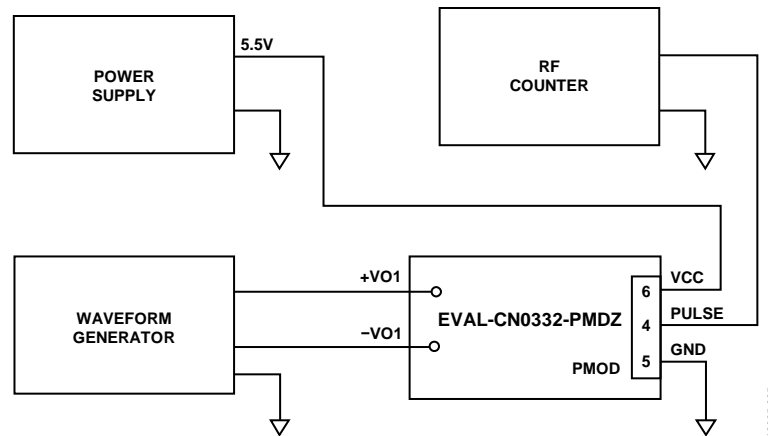 5.5V
POWER
SUPPLY
RF
COUNTER
+VO1
VCC
6
WAVEFORM
GENERATOR
EVAL-CN0332-PMDZ
4
PULSE
−VO1
GND
5
PMOD